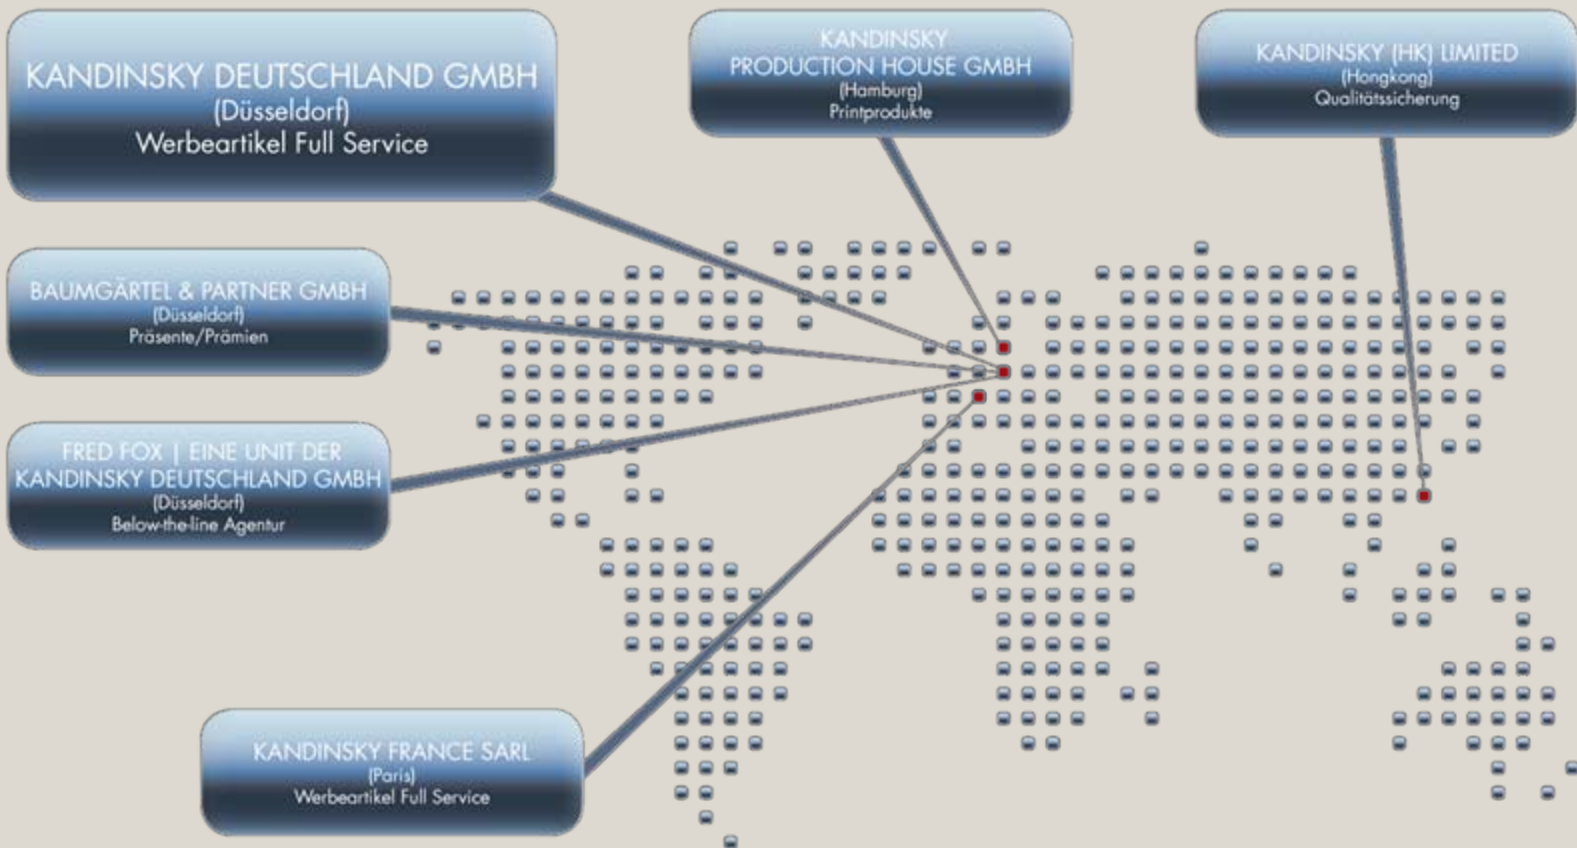 KANDINSKY DEUTSCHLAND GMBH
(Düsseldorf)
Werbeartikel Full Service
KANDINSKY
PRODUCTION HOUSE GMBH
(Hamburg)
Printprodukte
KANDINSKY (HK) LIMITED
(Hongkong)
Qualitätssicherung
BAUMGÄRTEL & PARTNER GMBH
(Düsseldorf)
Präsente/Prämien
FRED FOX | EINE UNIT DER
KANDINSKY DEUTSCHLAND GMBH
(Düsseldorf)
Below-the-line Agentur
KANDINSKY FRANCE SARL
(Paris)
Werbeartikel Full Service